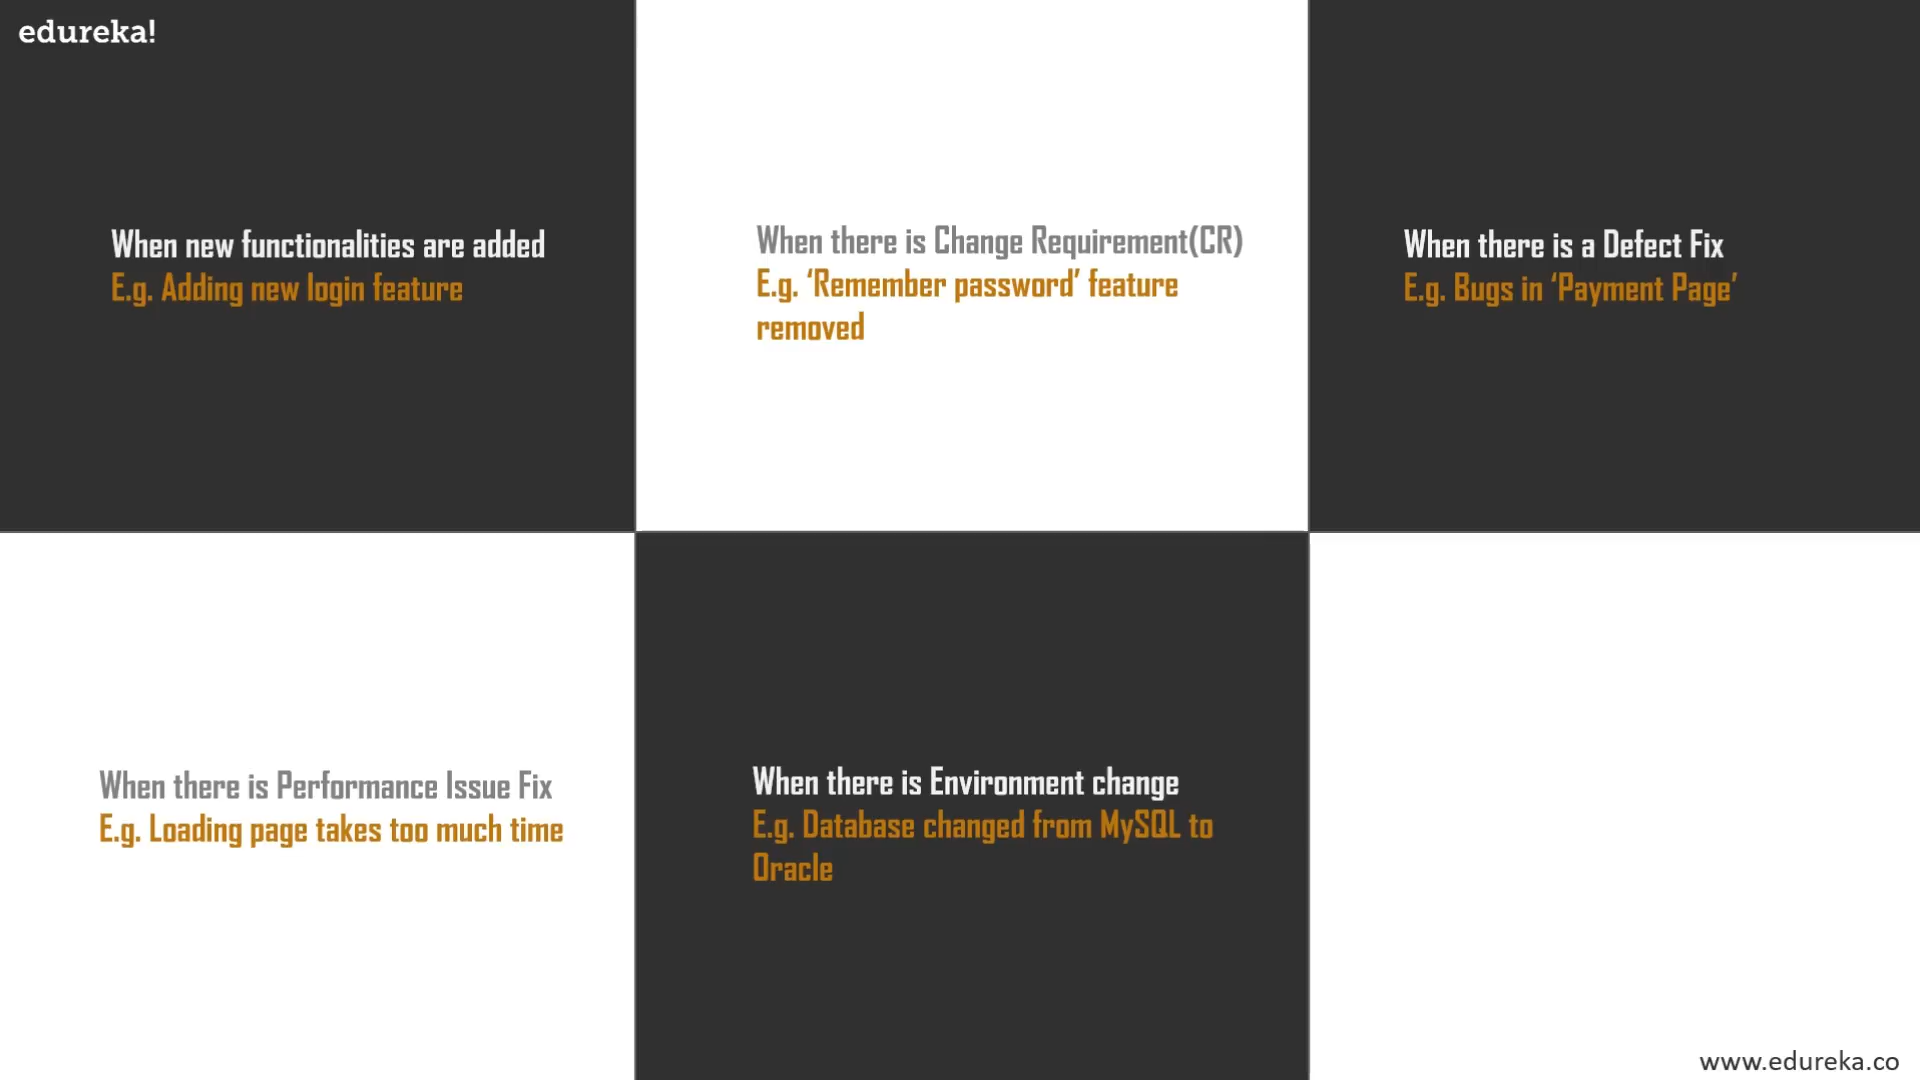 edureka!
When new functionalities are added
E.g. Adding new login feature
When there is Change Requirement(CR)
E.g. ‘Remember password’ feature
removed
When there is a Defect Fix
E.g. Bugs in ‘Payment Page’
When there is Performance Issue Fix
E.g. Loading page takes too much time
When there is Environment change
E.g. Database changed from MySQL to
Oracle
www.edureka.co